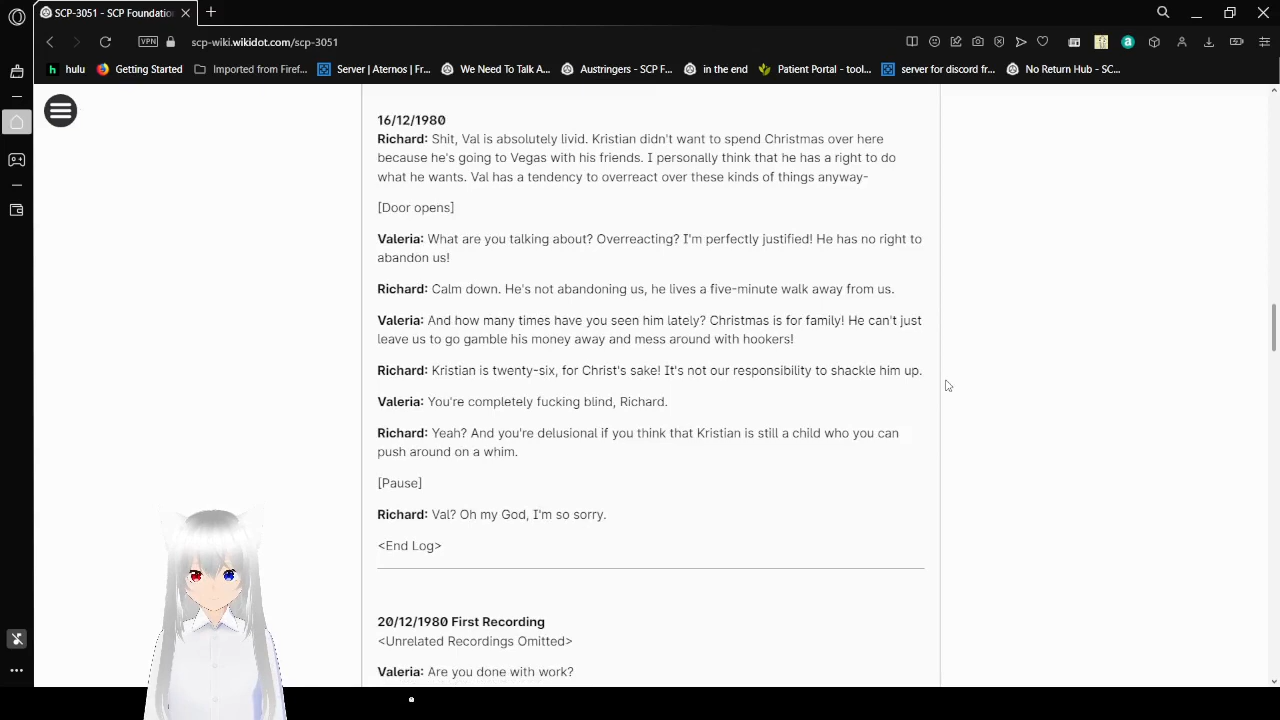 SCP-3051 - SCP Foundatio
VPN
scp-wiki.wikidot.com/scp-3051
hulu
Getting Started
Imported from Firef...
Server | Aternos | Fr...
We Need To Talk A...
Austringers - SCP F...
in the end
Patient Portal - tool...
server for discord fr...
No Return Hub - SC...
16/12/1980
Richard: Shit, Val is absolutely livid. Kristian didn't want to spend Christmas over here
because he's going to Vegas with his friends. I personally think that he has a right to do
what he wants. Val has a tendency to overreact over these kinds of things anyway-
[Door opens]
Valeria: What are you talking about? Overreacting? I'm perfectly justified! He has no right to
abandon us!
Richard: Calm down. He's not abandoning us, he lives a five-minute walk away from us.
Valeria: And how many times have you seen him lately? Christmas is for family! He can't just
leave us to go gamble his money away and mess around with hookers!
Richard: Kristian is twenty-six, for Christ's sake! It's not our responsibility to shackle him up.
Valeria: You're completely fucking blind, Richard.
Richard: Yeah? And you're delusional if you think that Kristian is still a child who you can
push around on a whim.
[Pause]
Richard: Val? Oh my God, I'm so sorry.
<End Log>
20/12/1980 First Recording
<Unrelated Recordings Omitted>
Valeria: Are you done with work?